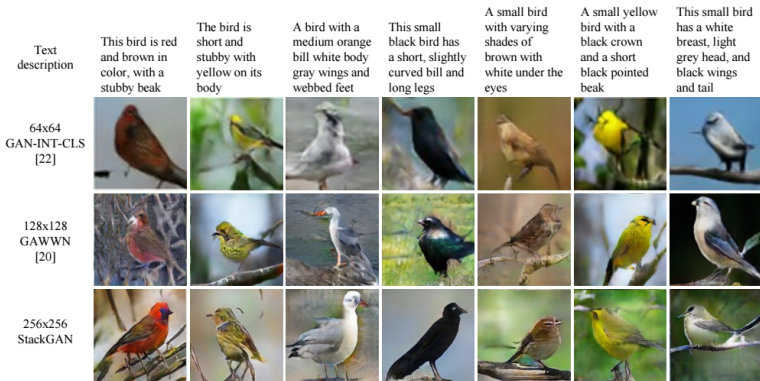 Text
description
This bird is red
and brown in
color, with a
stubby beak
The bird is
short and
stubby with
yellow on its
body
A bird with a
medium orange
bill white body
gray wings and
webbed feet
This small
black bird has
a short, slightly
curved bill and
long legs
A small bird
with varying
shades of
brown with
white under the
eyes
A small yellow
bird with a
black crown
and a short
black pointed
beak
This small bird
has a white
breast, light
grey head, and
black wings
and tail
64x64
GAN-INT-CLS
[22]
128x128
GAWWN
[20]
256x256
StackGAN